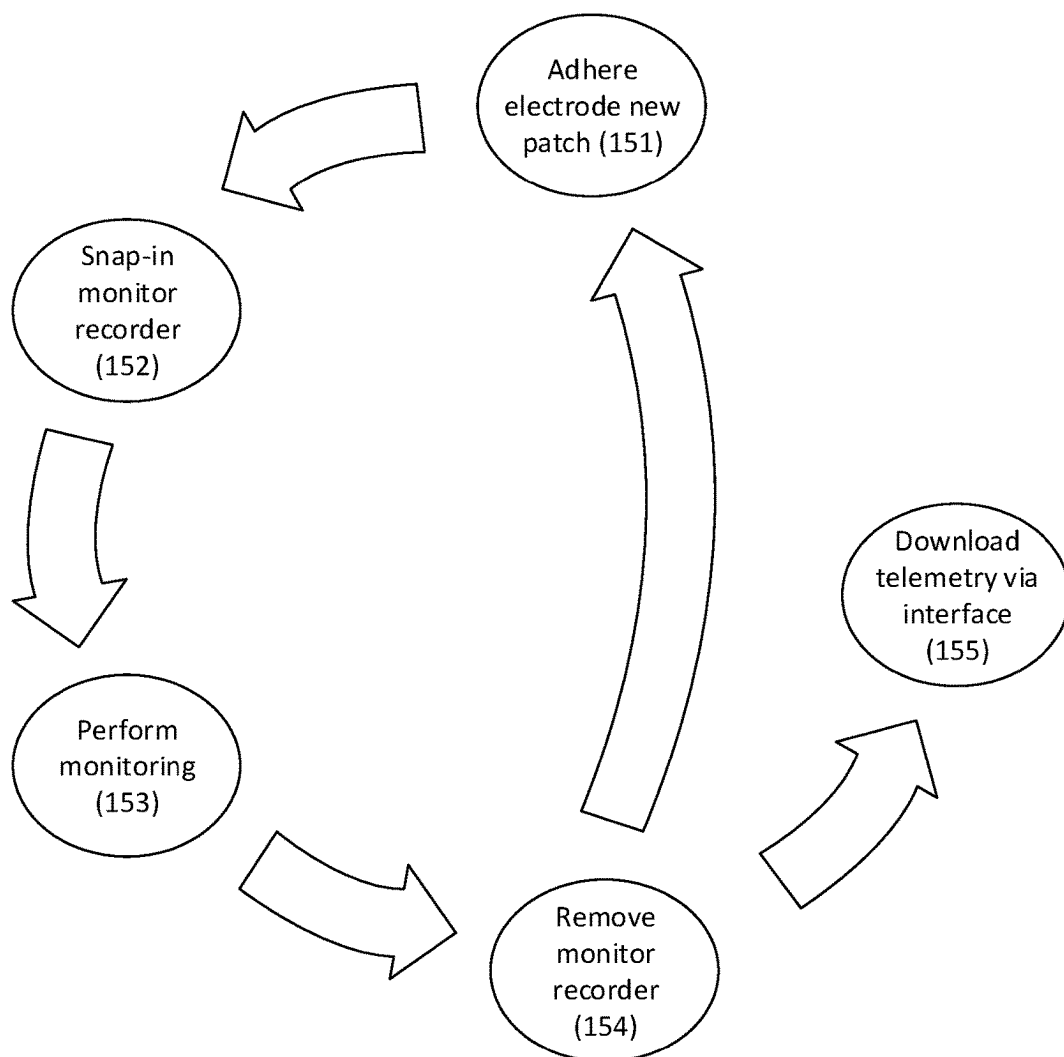 Adhere
electrode new
patch (151)
Snap-in
monitor
recorder
(152)
Perform
monitoring
(153)
Remove
monitor
recorder
(154)
Download
telemetry via
interface
(155)